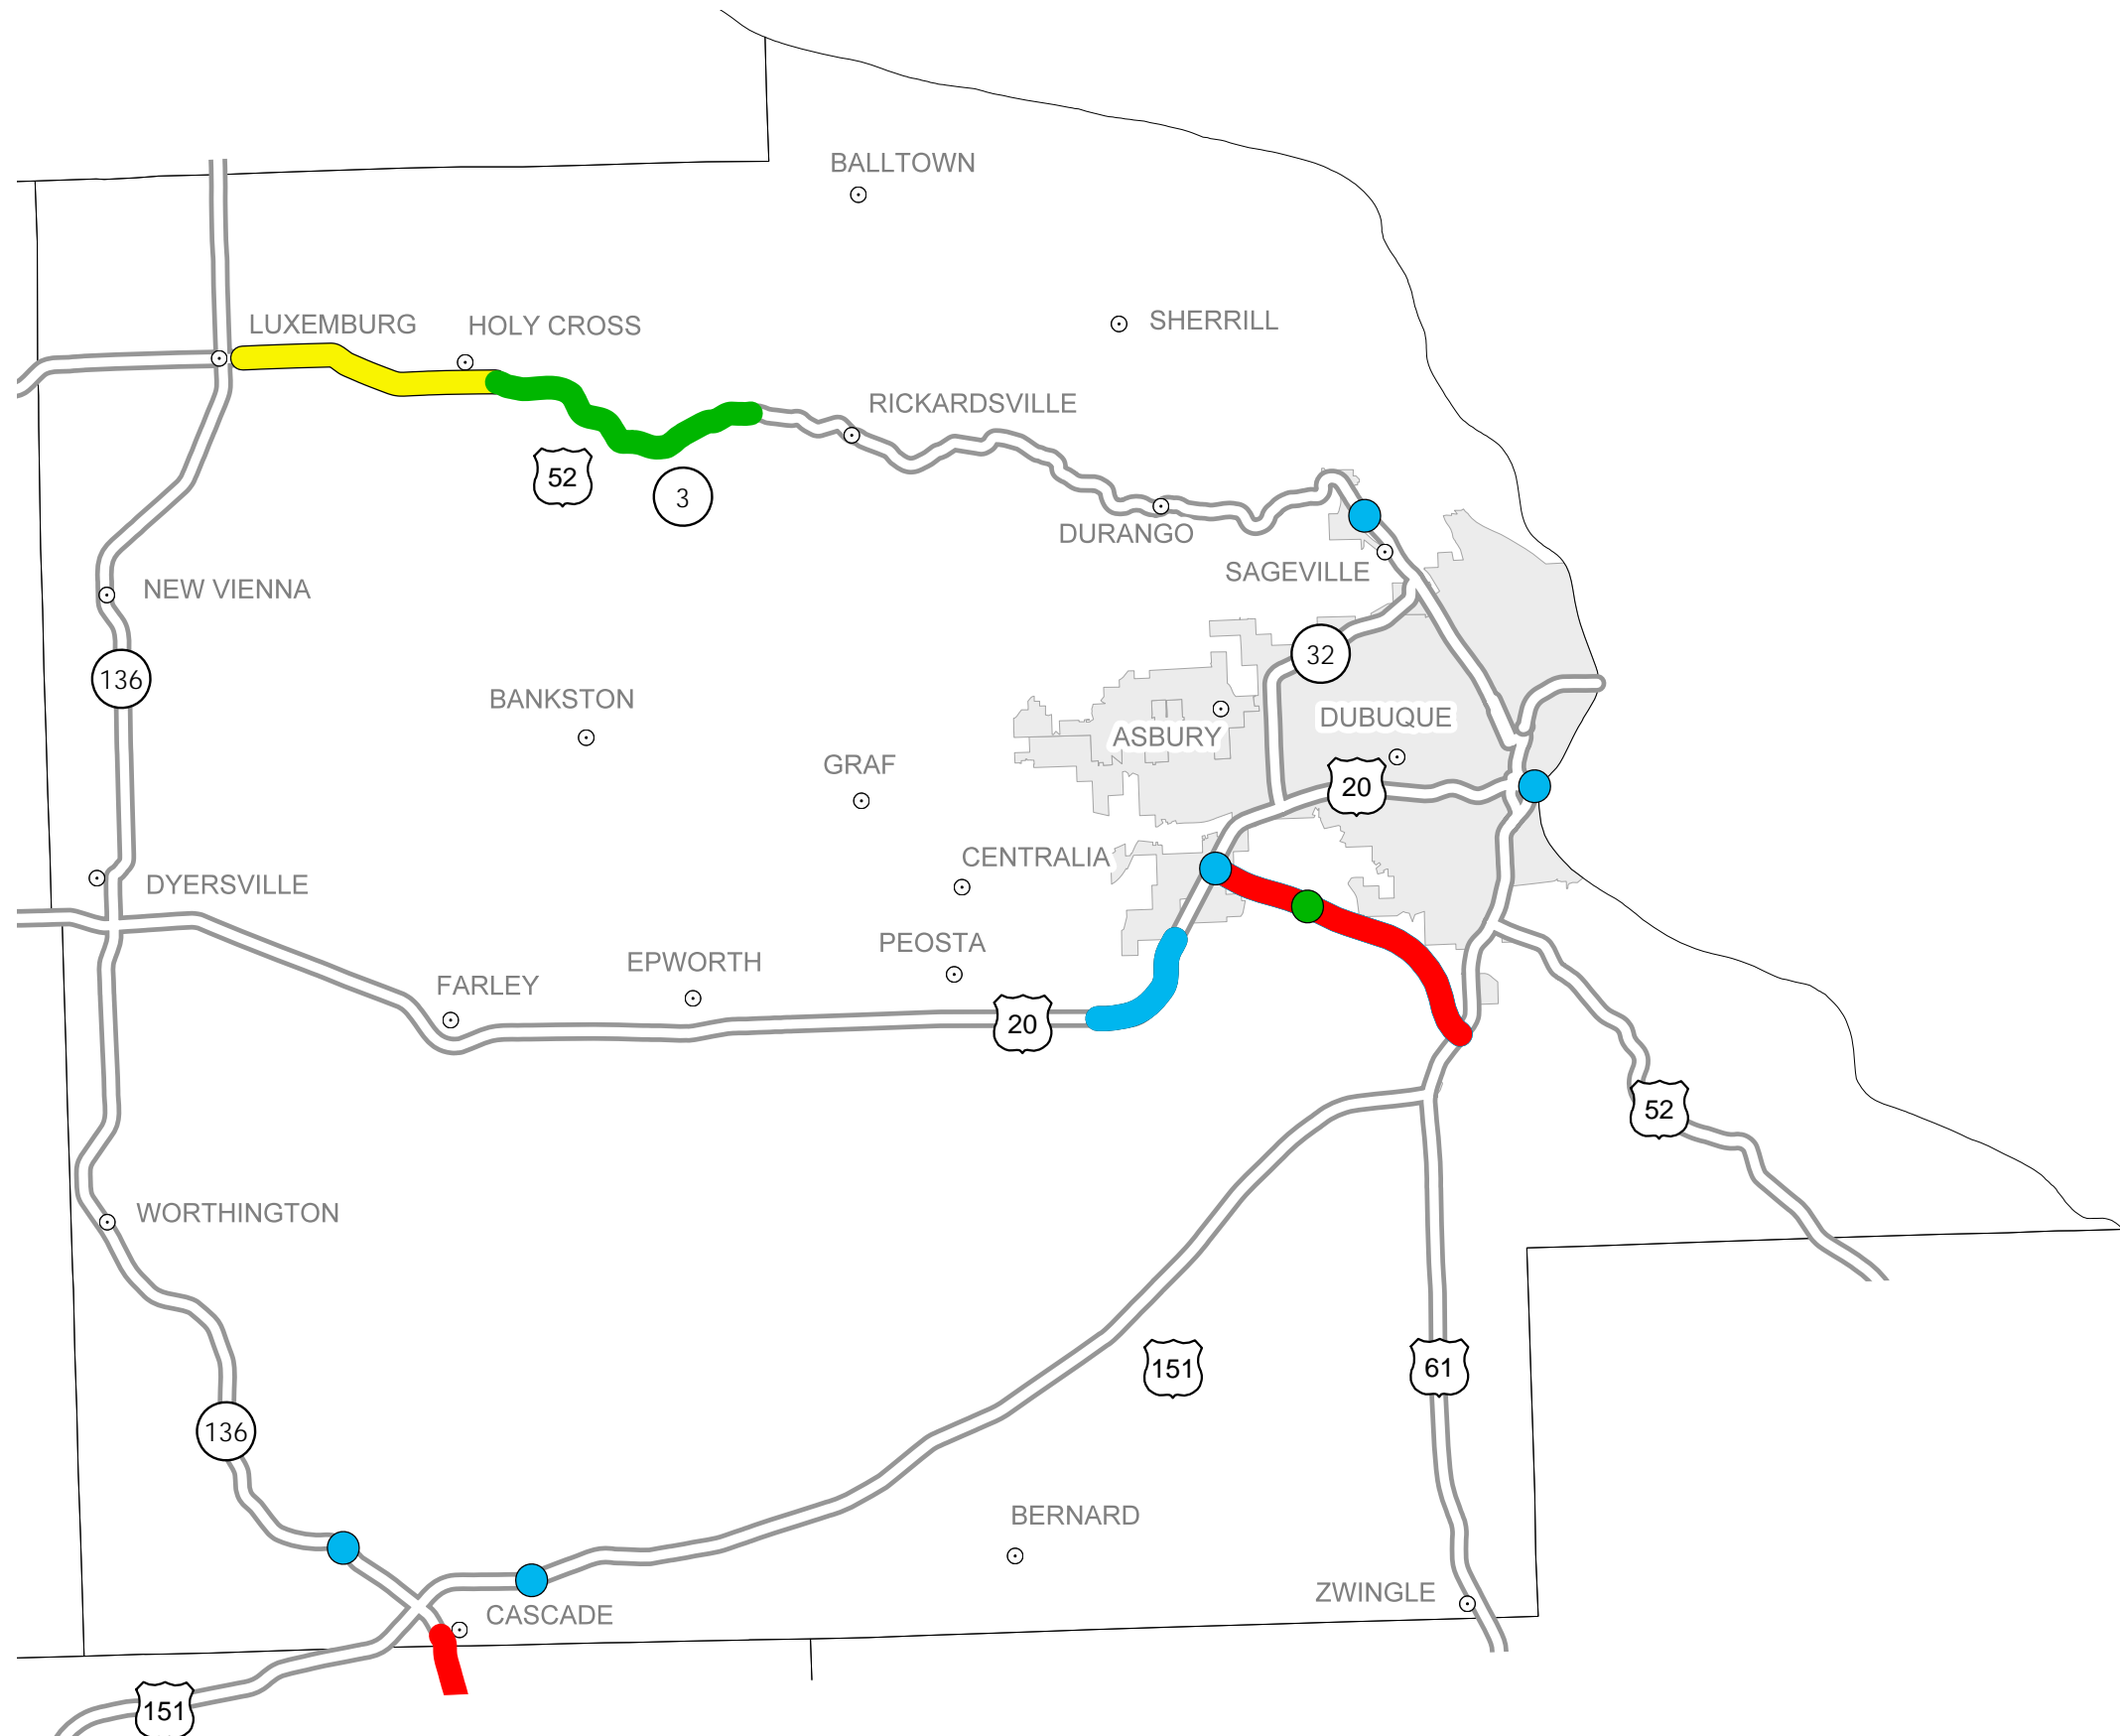 BALLTOWN
SHERRILL
LUXEMBURG
HOLY CROSS
RICKARDSVILLE
52
3
DURANGO
SAGEVILLE
NEW VIENNA
32
136
BANKSTON
DUBUQUE
ASBURY
GRAF
20
CENTRALIA
DYERSVILLE
PEOSTA
EPWORTH
FARLEY
20
52
WORTHINGTON
151
61
136
BERNARD
ZWINGLE
CASCADE
151